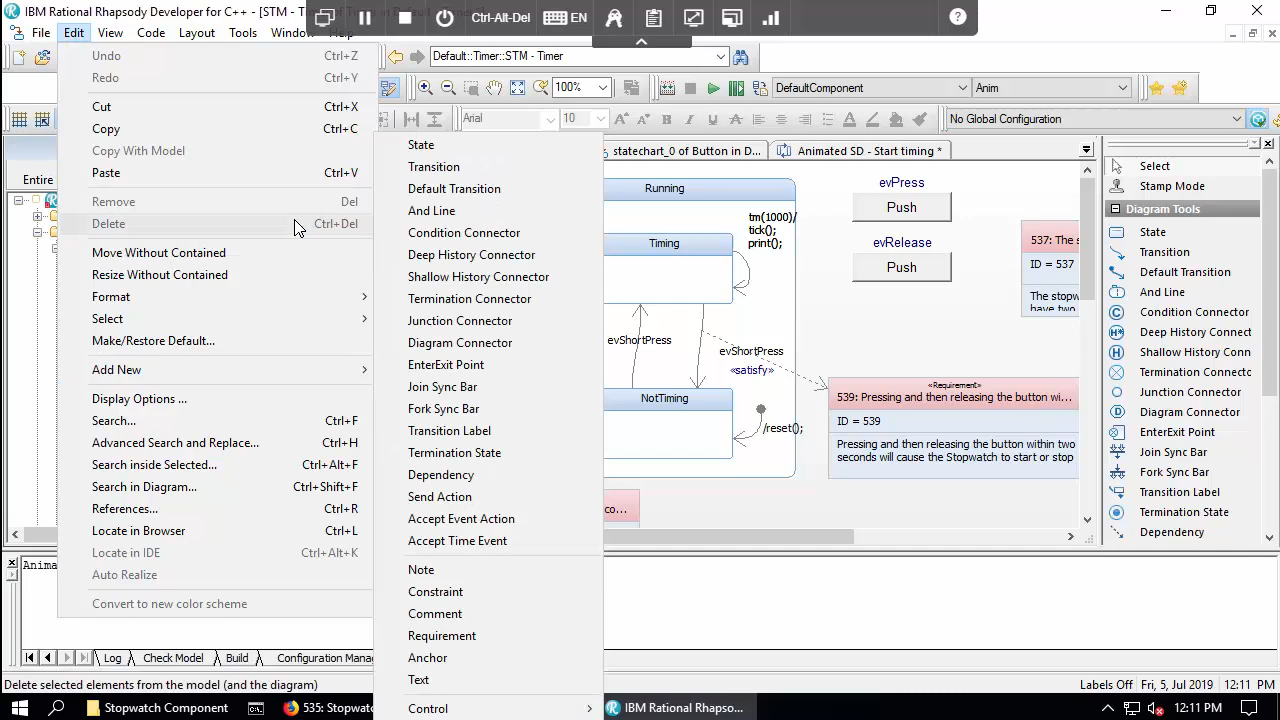 IBM Rational Rhapsody Developer for C++ - [STM -
Ctrl-Alt-Del
EN
Edit
View
Code
Layout
Tools
Window
Default::Timer::STM - Timer
100%
DefaultComponent
Anim
Arial
10
No Global Configuration
Entire
Undo Ctrl+Z
Redo Ctrl+Y
Cut Ctrl+X
Copy Ctrl+C
Copy With Model
Paste Ctrl+V
Remove Del
Delete Ctrl+Del
Move Without Contained
Resize Without Contained
Format
Select
Make/Restore Default...
Add New
Display Options ...
Search... Ctrl+F
Advanced Search and Replace... Ctrl+H
Search inside Selected... Ctrl+Alt+F
Search in Diagram... Ctrl+Shift+F
References... Ctrl+R
Locate in Browser Ctrl+L
Locate in IDE Ctrl+Alt+K
Auto Realize
Convert to new color scheme
State
Transition
Default Transition
And Line
Condition Connector
Deep History Connector
Shallow History Connector
Termination Connector
Junction Connector
Diagram Connector
EnterExit Point
Join Sync Bar
Fork Sync Bar
Transition Label
Termination State
Dependency
Send Action
Accept Event Action
Accept Time Event
Note
Constraint
Comment
Requirement
Anchor
Text
Control
statechart_0 of Button in D...
Animated SD - Start timing *
Running
Timing
tm(1000)/
tick();
print();
evShortPress
evShortPress
«satisfy»
NotTiming
/reset();
evPress
Push
evRelease
Push
537: The s
ID = 537
The stopw
have two
«Requirement»
539: Pressing and then releasing the button wi...
ID = 539
Pressing and then releasing the button within two
seconds will cause the Stopwatch to start or stop
co...
Select
Stamp Mode
Diagram Tools
State
Transition
Default Transition
And Line
Condition Connector
Deep History Connect
Shallow History Conn
Termination Connecto
Junction Connector
Diagram Connector
EnterExit Point
Join Sync Bar
Fork Sync Bar
Transition Label
Termination State
Dependency
Anima
Log
Check Model
Build
Configuration Mana
Delete selected elements from the model (and the diagram)
Labels Off
Fri, 5, Jul 2019
12:11 PM
Stopwatch Component
535: Stopwatc
IBM Rational Rhapso...
12:11 PM